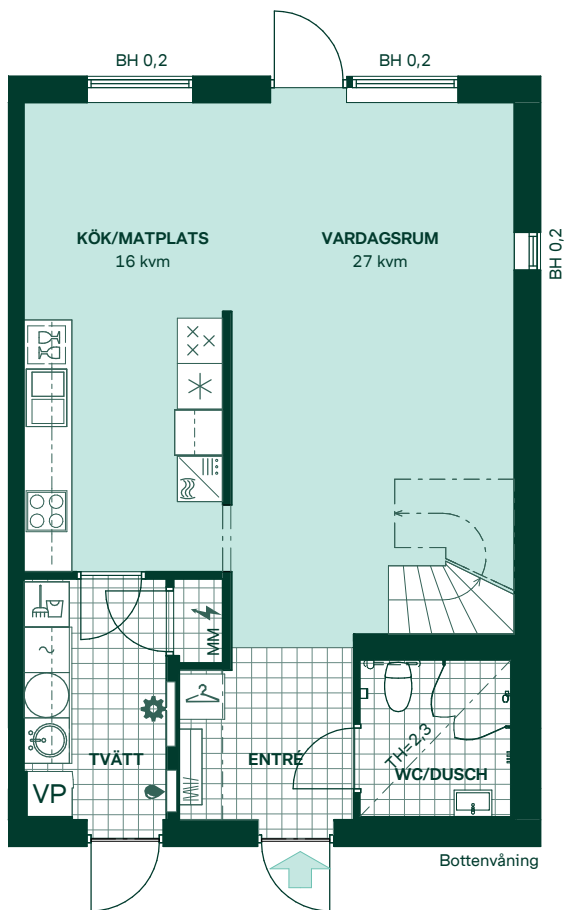 BH 0,2
BH 0,2
BH 0,2
KÖK/MATPLATS
16 kvm
VARDAGSRUM
27 kvm
MM
TH=2,3
TVÄTT
ENTRÉ
WC/DUSCH
VP
Bottenvåning